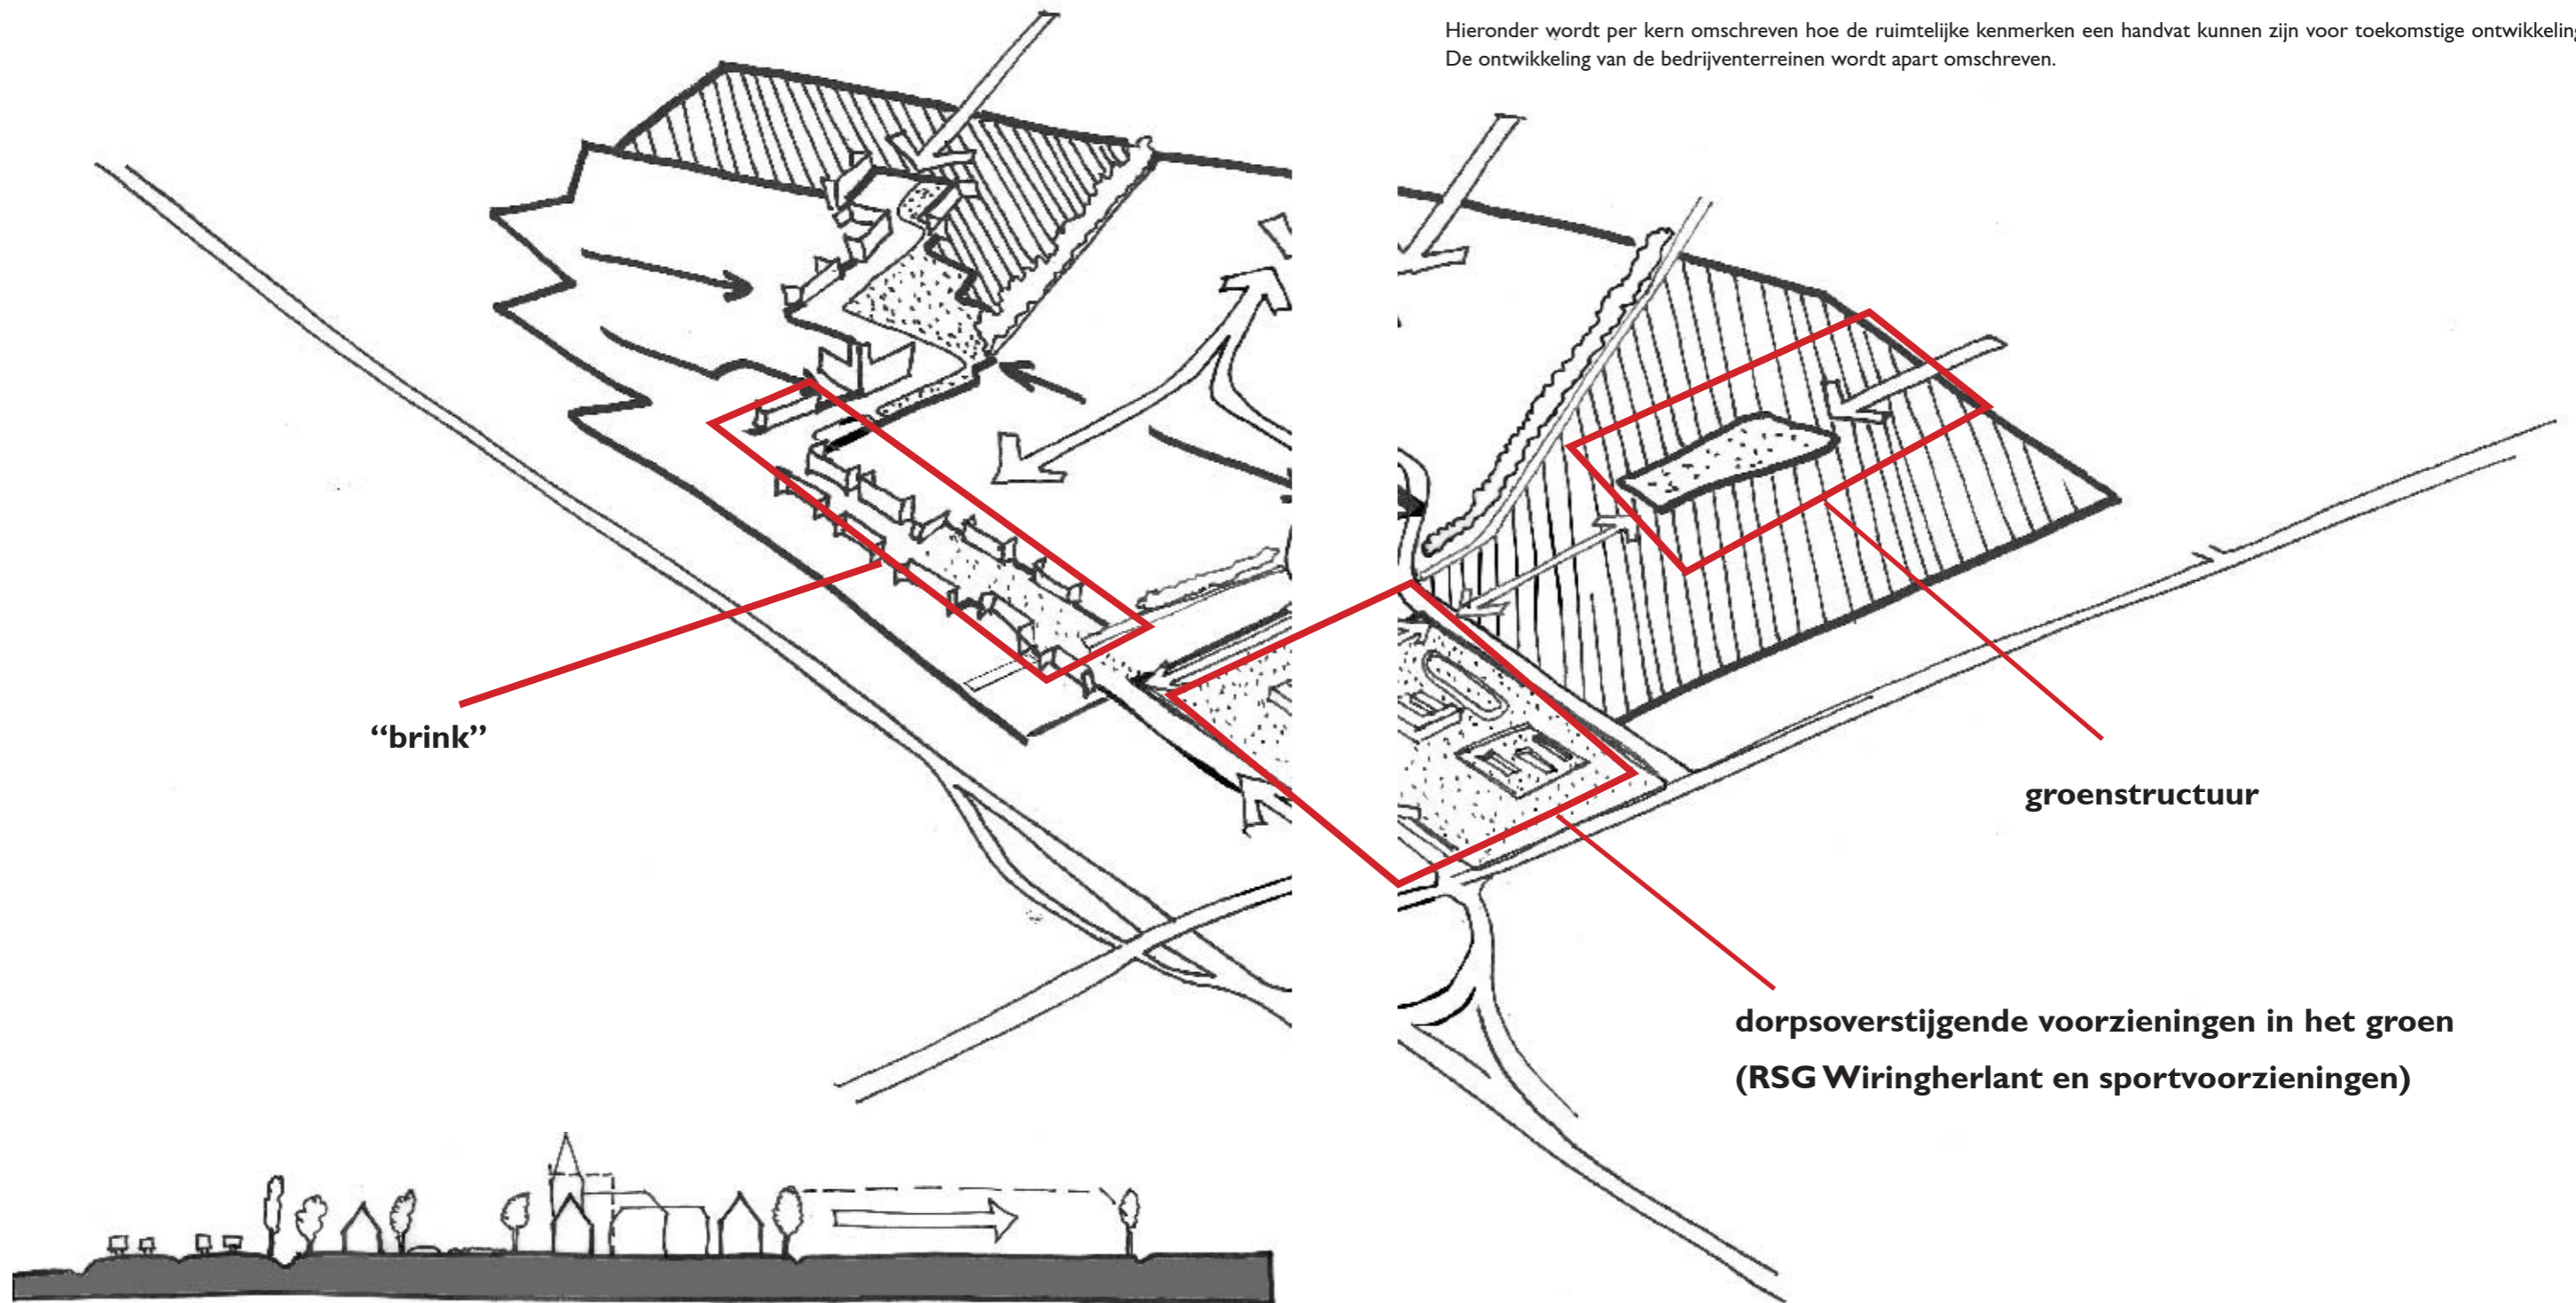 Hieronder wordt per kern omschreven hoe de ruimtelijke kenmerken een handvat kunnen zijn voor toekomstige ontwikkeling
De ontwikkeling van de bedrijventerreinen wordt apart omschreven.
“brink”
groenstructuur
dorpsoverstijgende voorzieningen in het groen
(RSG Wiringherlant en sportvoorzieningen)